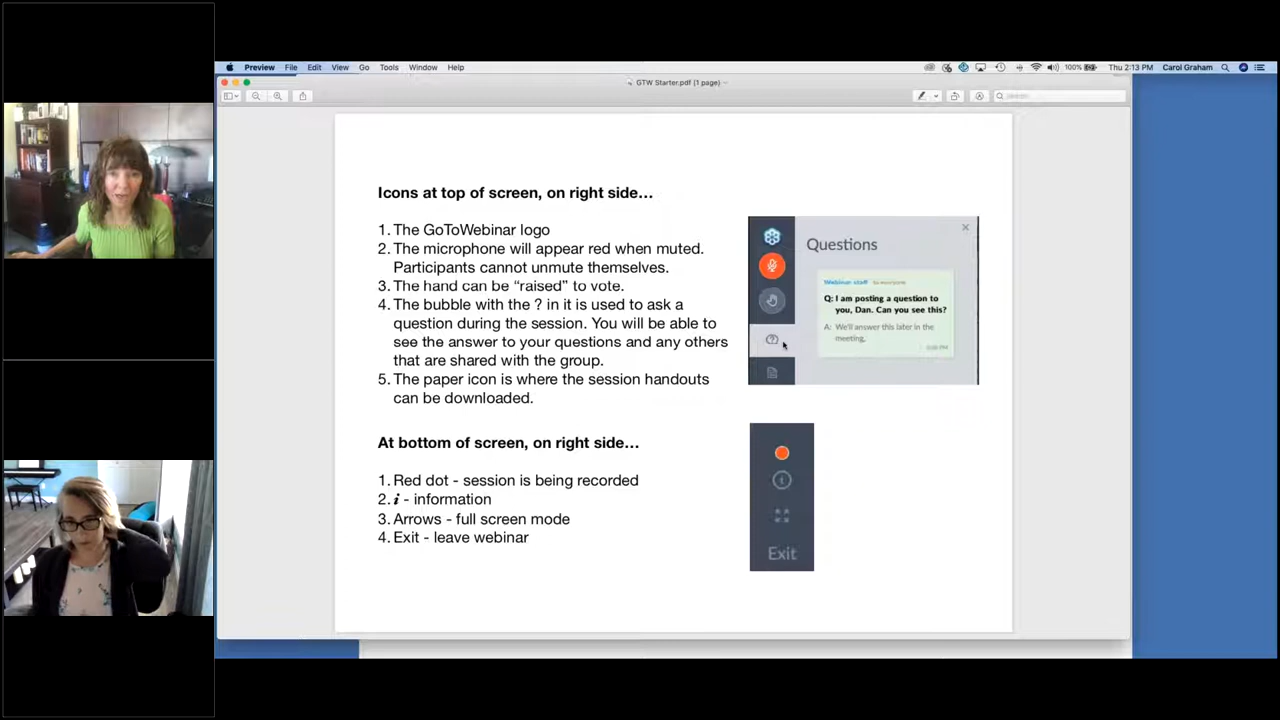 Preview File Edit View Go Tools Window Help
100% Thu 2:13 PM Carol Graham
GTW Starter.pdf (1 page)
Search
Icons at top of screen, on right side…
1. The GoToWebinar logo
2. The microphone will appear red when muted.
Participants cannot unmute themselves.
3. The hand can be “raised” to vote.
4. The bubble with the ? in it is used to ask a
question during the session. You will be able to
see the answer to your questions and any others
that are shared with the group.
5. The paper icon is where the session handouts
can be downloaded.
Questions
Webinar staff to everyone
Q: I am posting a question to
you, Dan. Can you see this?
A: We'll answer this later in the
meeting.
At bottom of screen, on right side…
1. Red dot - session is being recorded
2. i - information
3. Arrows - full screen mode
4. Exit - leave webinar
Exit